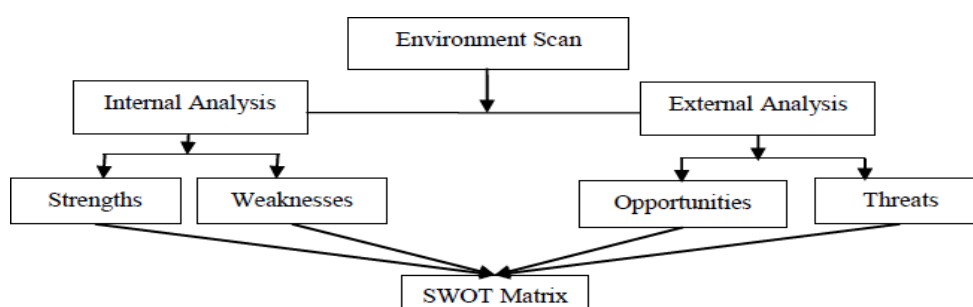 Environment Scan
Internal Analysis
External Analysis
Strengths
Weaknesses
Opportunities
Threats
SWOT Matrix